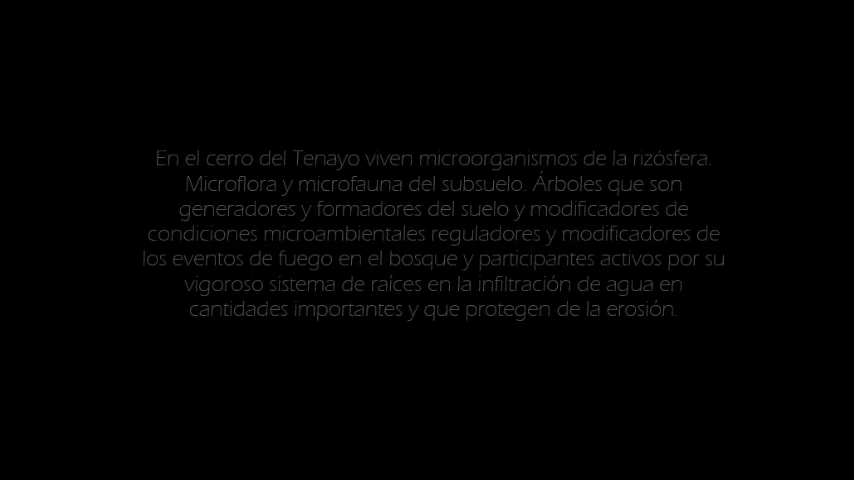 En el cerro del Tenayo viven microorganismos de la rizósfera.
Microflora y microfauna del subsuelo. Árboles que son
generadores y formadores del suelo y modificadores de
condiciones microambientales reguladores y modificadores de
los eventos de fuego en el bosque y participantes activos por su
vigoroso sistema de raíces en la infiltración de agua en
cantidades importantes y que protegen de la erosión.